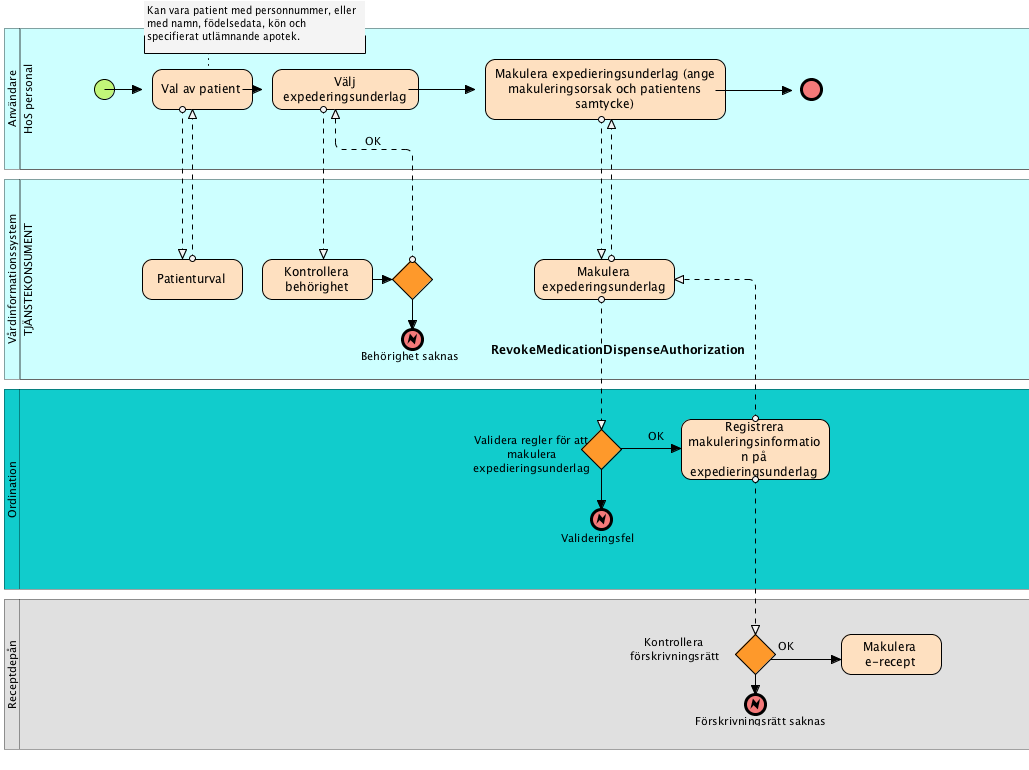 Kan vara patient med personnummer, eller
med namn, födelsedata, kön och
specifierat utlämnande apotek.
Användare
HoS personal
Val av patient
Välj
expederingsunderlag
Makulera expedieringsunderlag (ange
makuleringsorsak och patientens
samtycke)
OK
Vårdinformationssystem
TJÄNSTEKONSUMENT
Patienturval
Kontrollera
behörighet
Behörighet saknas
Makulera
expederingsunderlag
RevokeMedicationDispenseAuthorization
Ordination
Validera regler för att
makulera
expedieringsunderlag
OK
Registrera
makuleringsinformatio
n på
expedieringsunderlag
Valideringsfel
Receptdepån
Kontrollera
förskrivningsrätt
OK
Makulera
e-recept
Förskrivningsrätt saknas